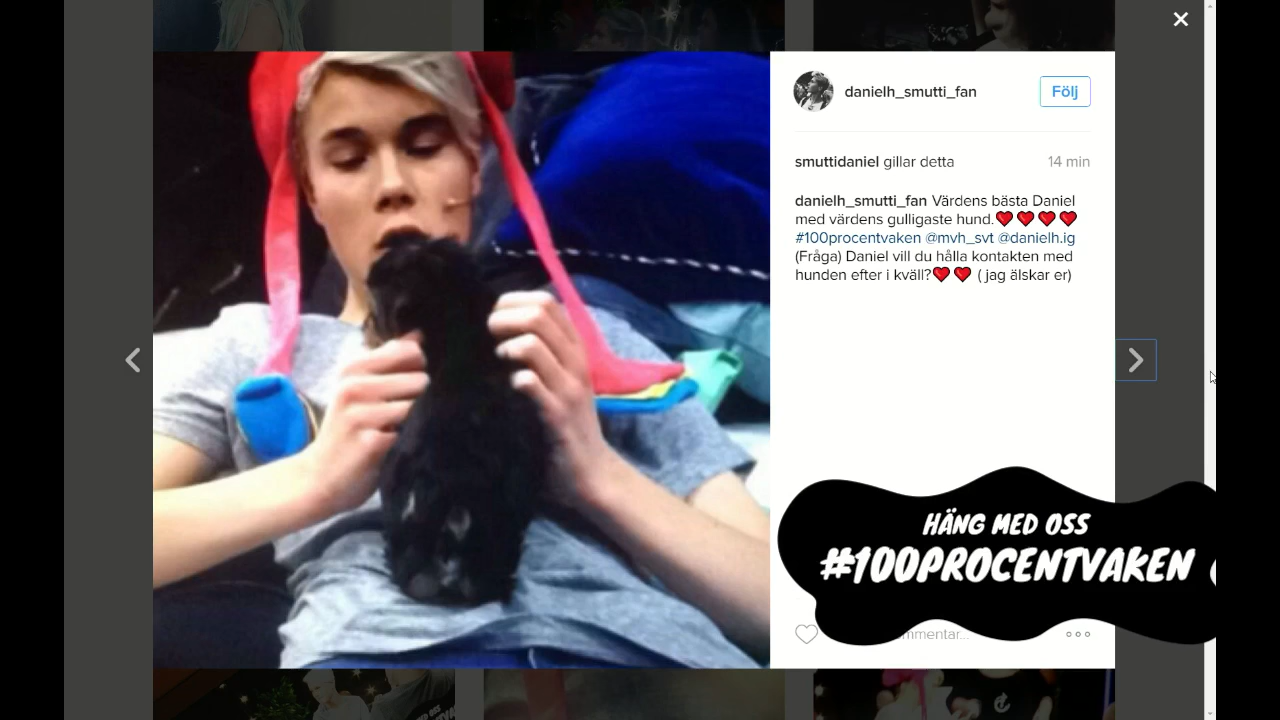 danielh_smutti_fan
Följ
smuttidaniel gillar detta
14 min
danielh_smutti_fan Värdens bästa Daniel
med värdens gulligaste hund.❤❤❤❤
#100procentvaken @mvh_svt @danielh.ig
(Fråga) Daniel vill du hålla kontakten med
hunden efter i kväll?❤❤ ( jag älskar er)
HÄNG MED OSS
#100PROCENTVAKEN
mmentar...